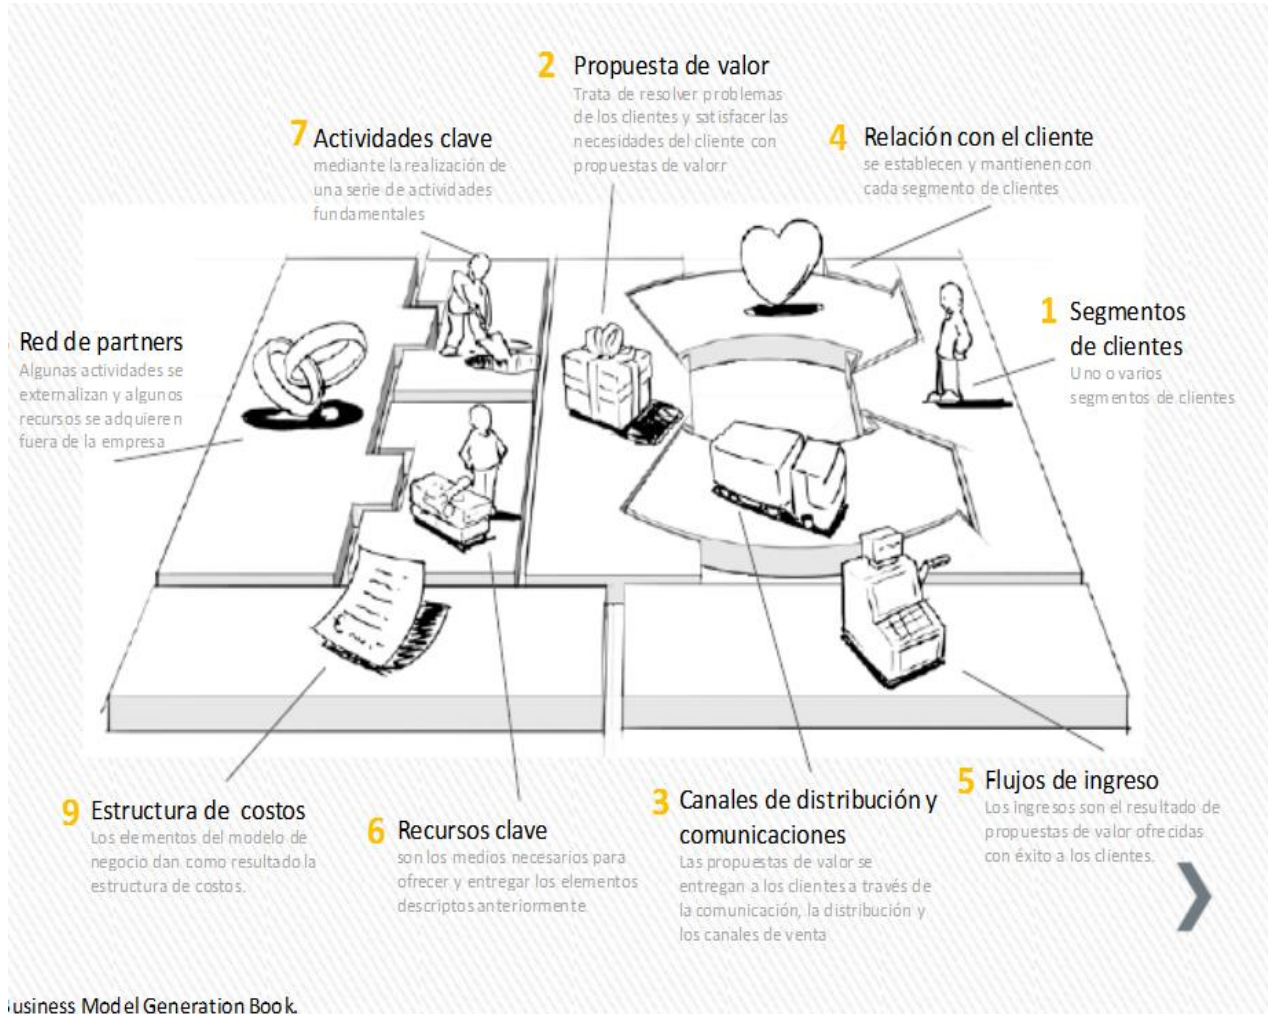 2 Propuesta de valor
Trata de resolver problemas
de los clientes y satisfacer las
necesidades del cliente con
propuestas de valorr
7 Actividades clave
mediante la realización de
una serie de actividades
fundamentales
4 Relación con el cliente
se establecen y mantienen con
cada segmento de clientes
1 Segmentos
de clientes
Uno o varios
segmentos de clientes
Red de partners
Algunas actividades se
externalizan y algunos
recursos se adquieren
fuera de la empresa
9 Estructura de costos
Los elementos del modelo de
negocio dan como resultado la
estructura de costos.
6 Recursos clave
son los medios necesarios para
ofrecer y entregar los elementos
descriptos anteriormente
3 Canales de distribución y
comunicaciones
Las propuestas de valor se
entregan a los clientes a través de
la comunicación, la distribución y
los canales de venta
5 Flujos de ingreso
Los ingresos son el resultado de
propuestas de valor ofrecidas
con éxito a los clientes.
usiness Model Generation Book.